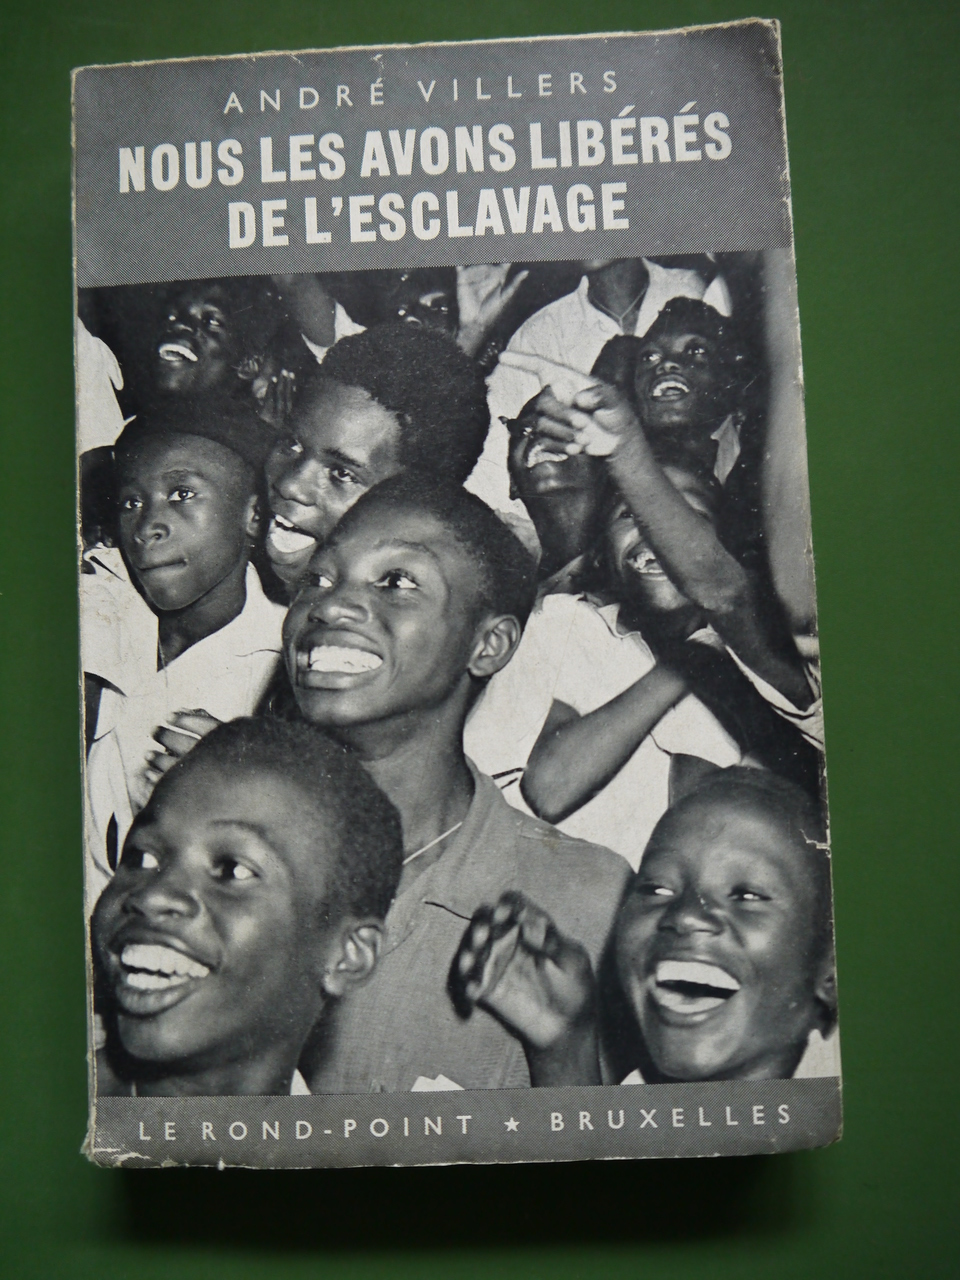 ANDRÉ VILLERS
NOUS LES AVONS LIBÉRÉS
DE L'ESCLAVAGE
LE ROND-POINT ★ BRUXELLES